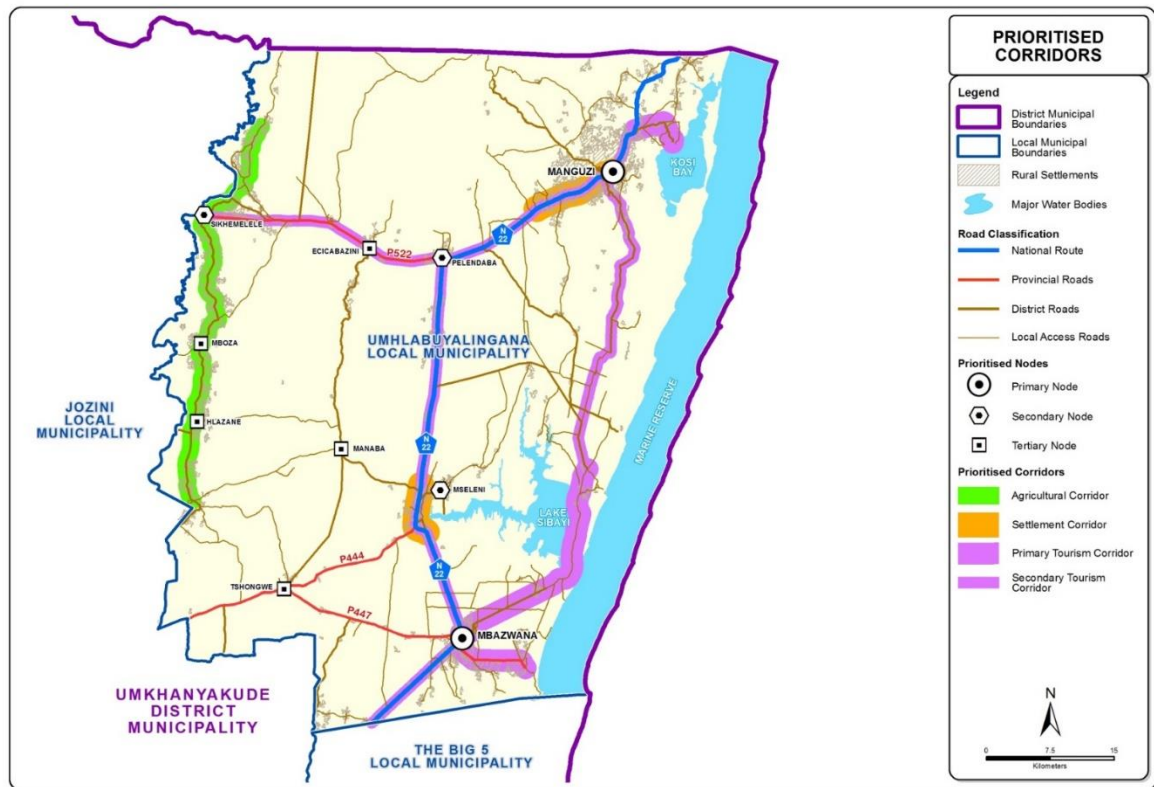 PRIORITISED
CORRIDORS
Legend
District Municipal
Boundaries
Local Municipal
Boundaries
Rural Settlements
Major Water Bodies
Road Classification
National Route
Provincial Roads
District Roads
Local Access Roads
Prioritised Nodes
Primary Node
Secondary Node
Tertiary Node
Prioritised Corridors
Agricultural Corridor
Settlement Corridor
Primary Tourism Corridor
Secondary Tourism
Corridor
N
0 7.5 15
Kilometers
MANGUZI
KOSI
BAY
SIKHEMELELE
ECICABAZINI
P522
N
22
PELENDABA
UMHLABUYALINGANA
LOCAL MUNICIPALITY
MBOZA
JOZINI
LOCAL
MUNICIPALITY
HLAZANE
MANABA
N
22
MSELENI
MARINE RESERVE
LAKE
SIBAYI
P444
N
22
TSHONGWE
P447
MBAZWANA
UMKHANYAKUDE
DISTRICT
MUNICIPALITY
THE BIG 5
LOCAL MUNICIPALITY